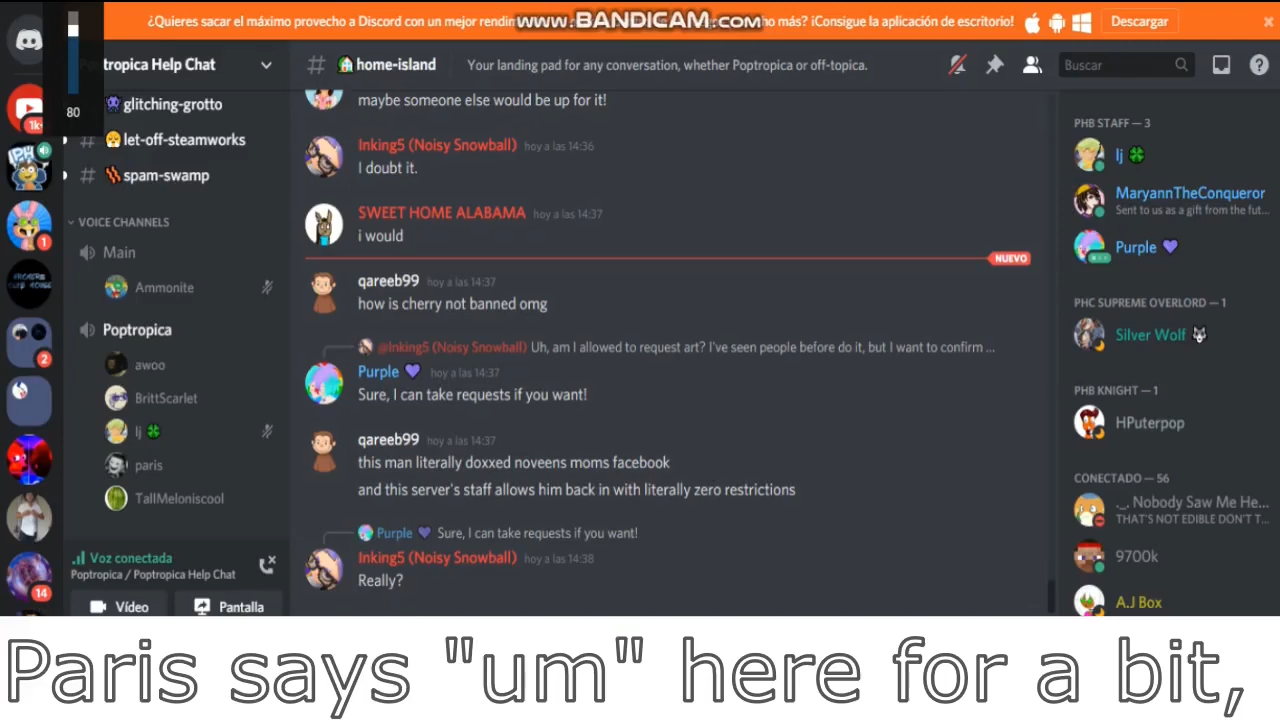 ¿Quieres sacar el máximo provecho a Discord con un mejor rendim
www.BANDICAM.com
ho más? ¡Consigue la aplicación de escritorio!
Descargar
tropica Help Chat
home-island
Your landing pad for any conversation, whether Poptropica or off-topica.
Buscar
80
glitching-grotto
let-off-steamworks
spam-swamp
VOICE CHANNELS
Main
Ammonite
Poptropica
awoo
BrittScarlet
lj
paris
TallMeloniscool
Voz conectada
Poptropica / Poptropica Help Chat
Vídeo
Pantalla
1k+
1
2
14
maybe someone else would be up for it!
Inking5 (Noisy Snowball) hoy a las 14:36
I doubt it.
SWEET HOME ALABAMA hoy a las 14:37
i would
NUEVO
qareeb99 hoy a las 14:37
how is cherry not banned omg
@Inking5 (Noisy Snowball) Uh, am I allowed to request art? I've seen people before do it, but I want to confirm ...
Purple 💜 hoy a las 14:37
Sure, I can take requests if you want!
qareeb99 hoy a las 14:37
this man literally doxxed noveens moms facebook
and this server's staff allows him back in with literally zero restrictions
Purple 💜 Sure, I can take requests if you want!
Inking5 (Noisy Snowball) hoy a las 14:38
Really?
PHB STAFF — 3
lj
MaryannTheConqueror
Sent to us as a gift from the fut...
Purple 💜
PHC SUPREME OVERLORD — 1
Silver Wolf
PHB KNIGHT — 1
HPuterpop
CONECTADO — 56
._. Nobody Saw Me He...
THAT'S NOT EDIBLE DON'T T...
9700k
A.J Box
Paris says "um" here for a bit,